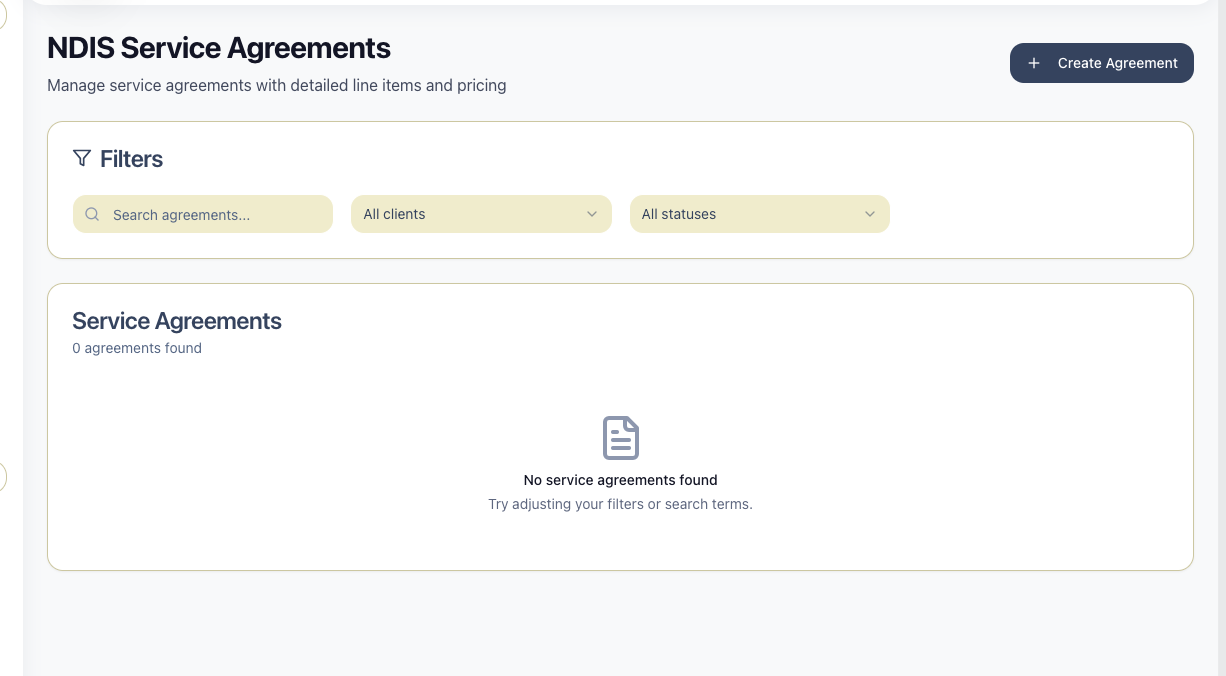 NDIS Service Agreements
Manage service agreements with detailed line items and pricing
Create Agreement
Filters
Search agreements...
All clients
All statuses
Service Agreements
0 agreements found
No service agreements found
Try adjusting your filters or search terms.